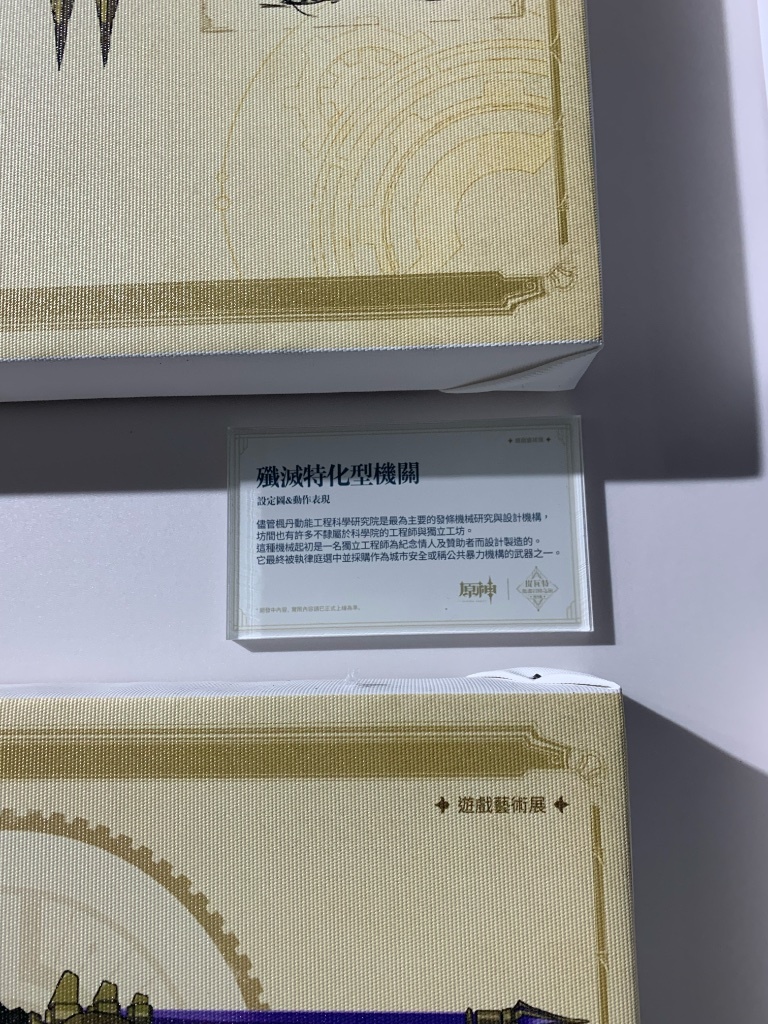 ✦ 遊戲藝術展 ✦
殲滅特化型機關
設定圖&動作表現
儘管楓丹動能工程科學研究院是最為主要的發條機械研究與設計機構，
坊間也有許多不隸屬於科學院的工程師與獨立工坊。
這種機械起初是一名獨立工程師為紀念情人及贊助者而設計製造的。
它最終被執律庭選中並採購作為城市安全或稱公共暴力機構的武器之一。
原神
✦ 遊戲藝術展 ✦